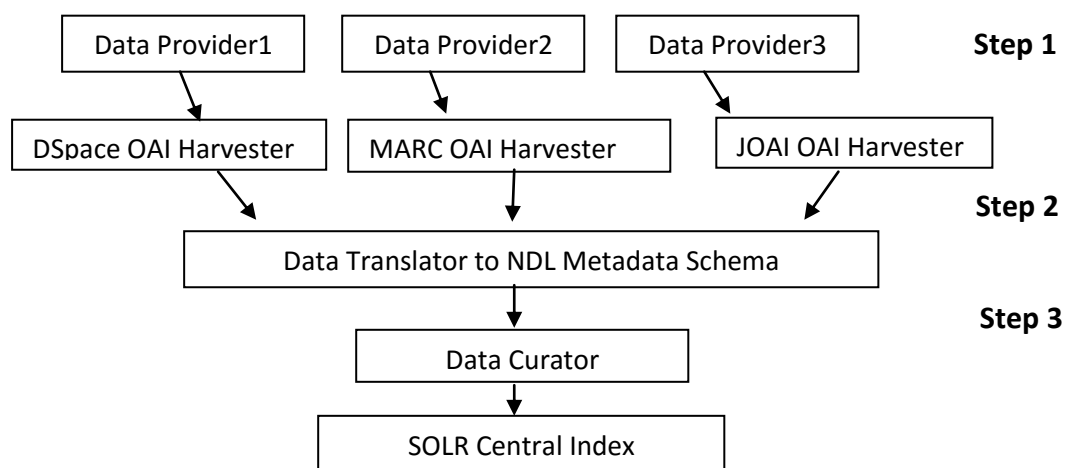 Data Provider1
Data Provider2
Data Provider3
Step 1
DSpace OAI Harvester
MARC OAI Harvester
JOAI OAI Harvester
Step 2
Data Translator to NDL Metadata Schema
Step 3
Data Curator
SOLR Central Index